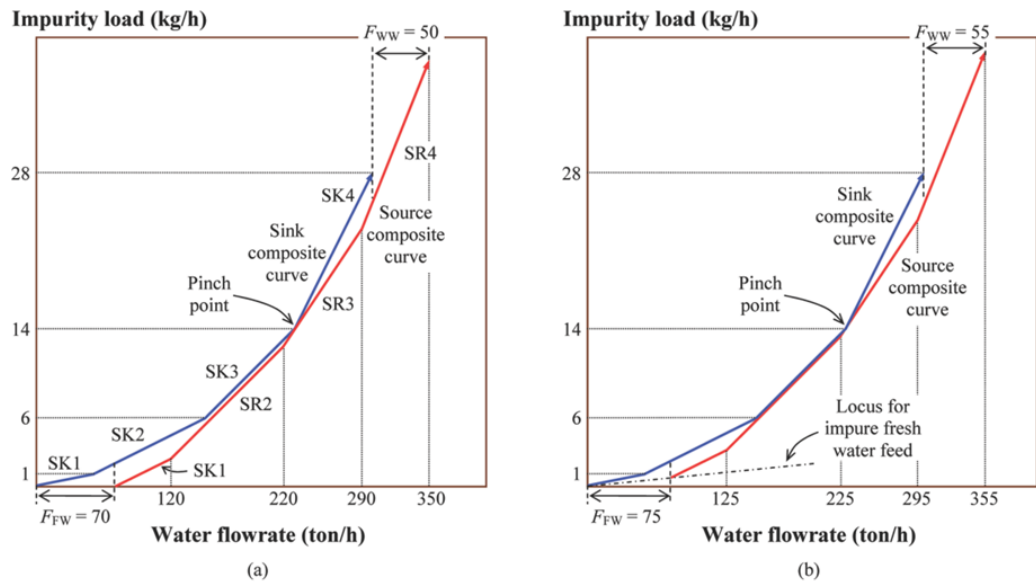 Impurity load (kg/h)
F_WW = 50
28
SK4
SR4
Sink
composite
curve
Source
composite
curve
Pinch
point
SR3
14
SK3
SR2
6
SK2
SK1
SK1
1
F_FW = 70
120
220
290
350
Water flowrate (ton/h)
(a)
Impurity load (kg/h)
F_WW = 55
28
Sink
composite
curve
Source
composite
curve
Pinch
point
14
Locus for
impure fresh
water feed
6
1
F_FW = 75
125
225
295
355
Water flowrate (ton/h)
(b)